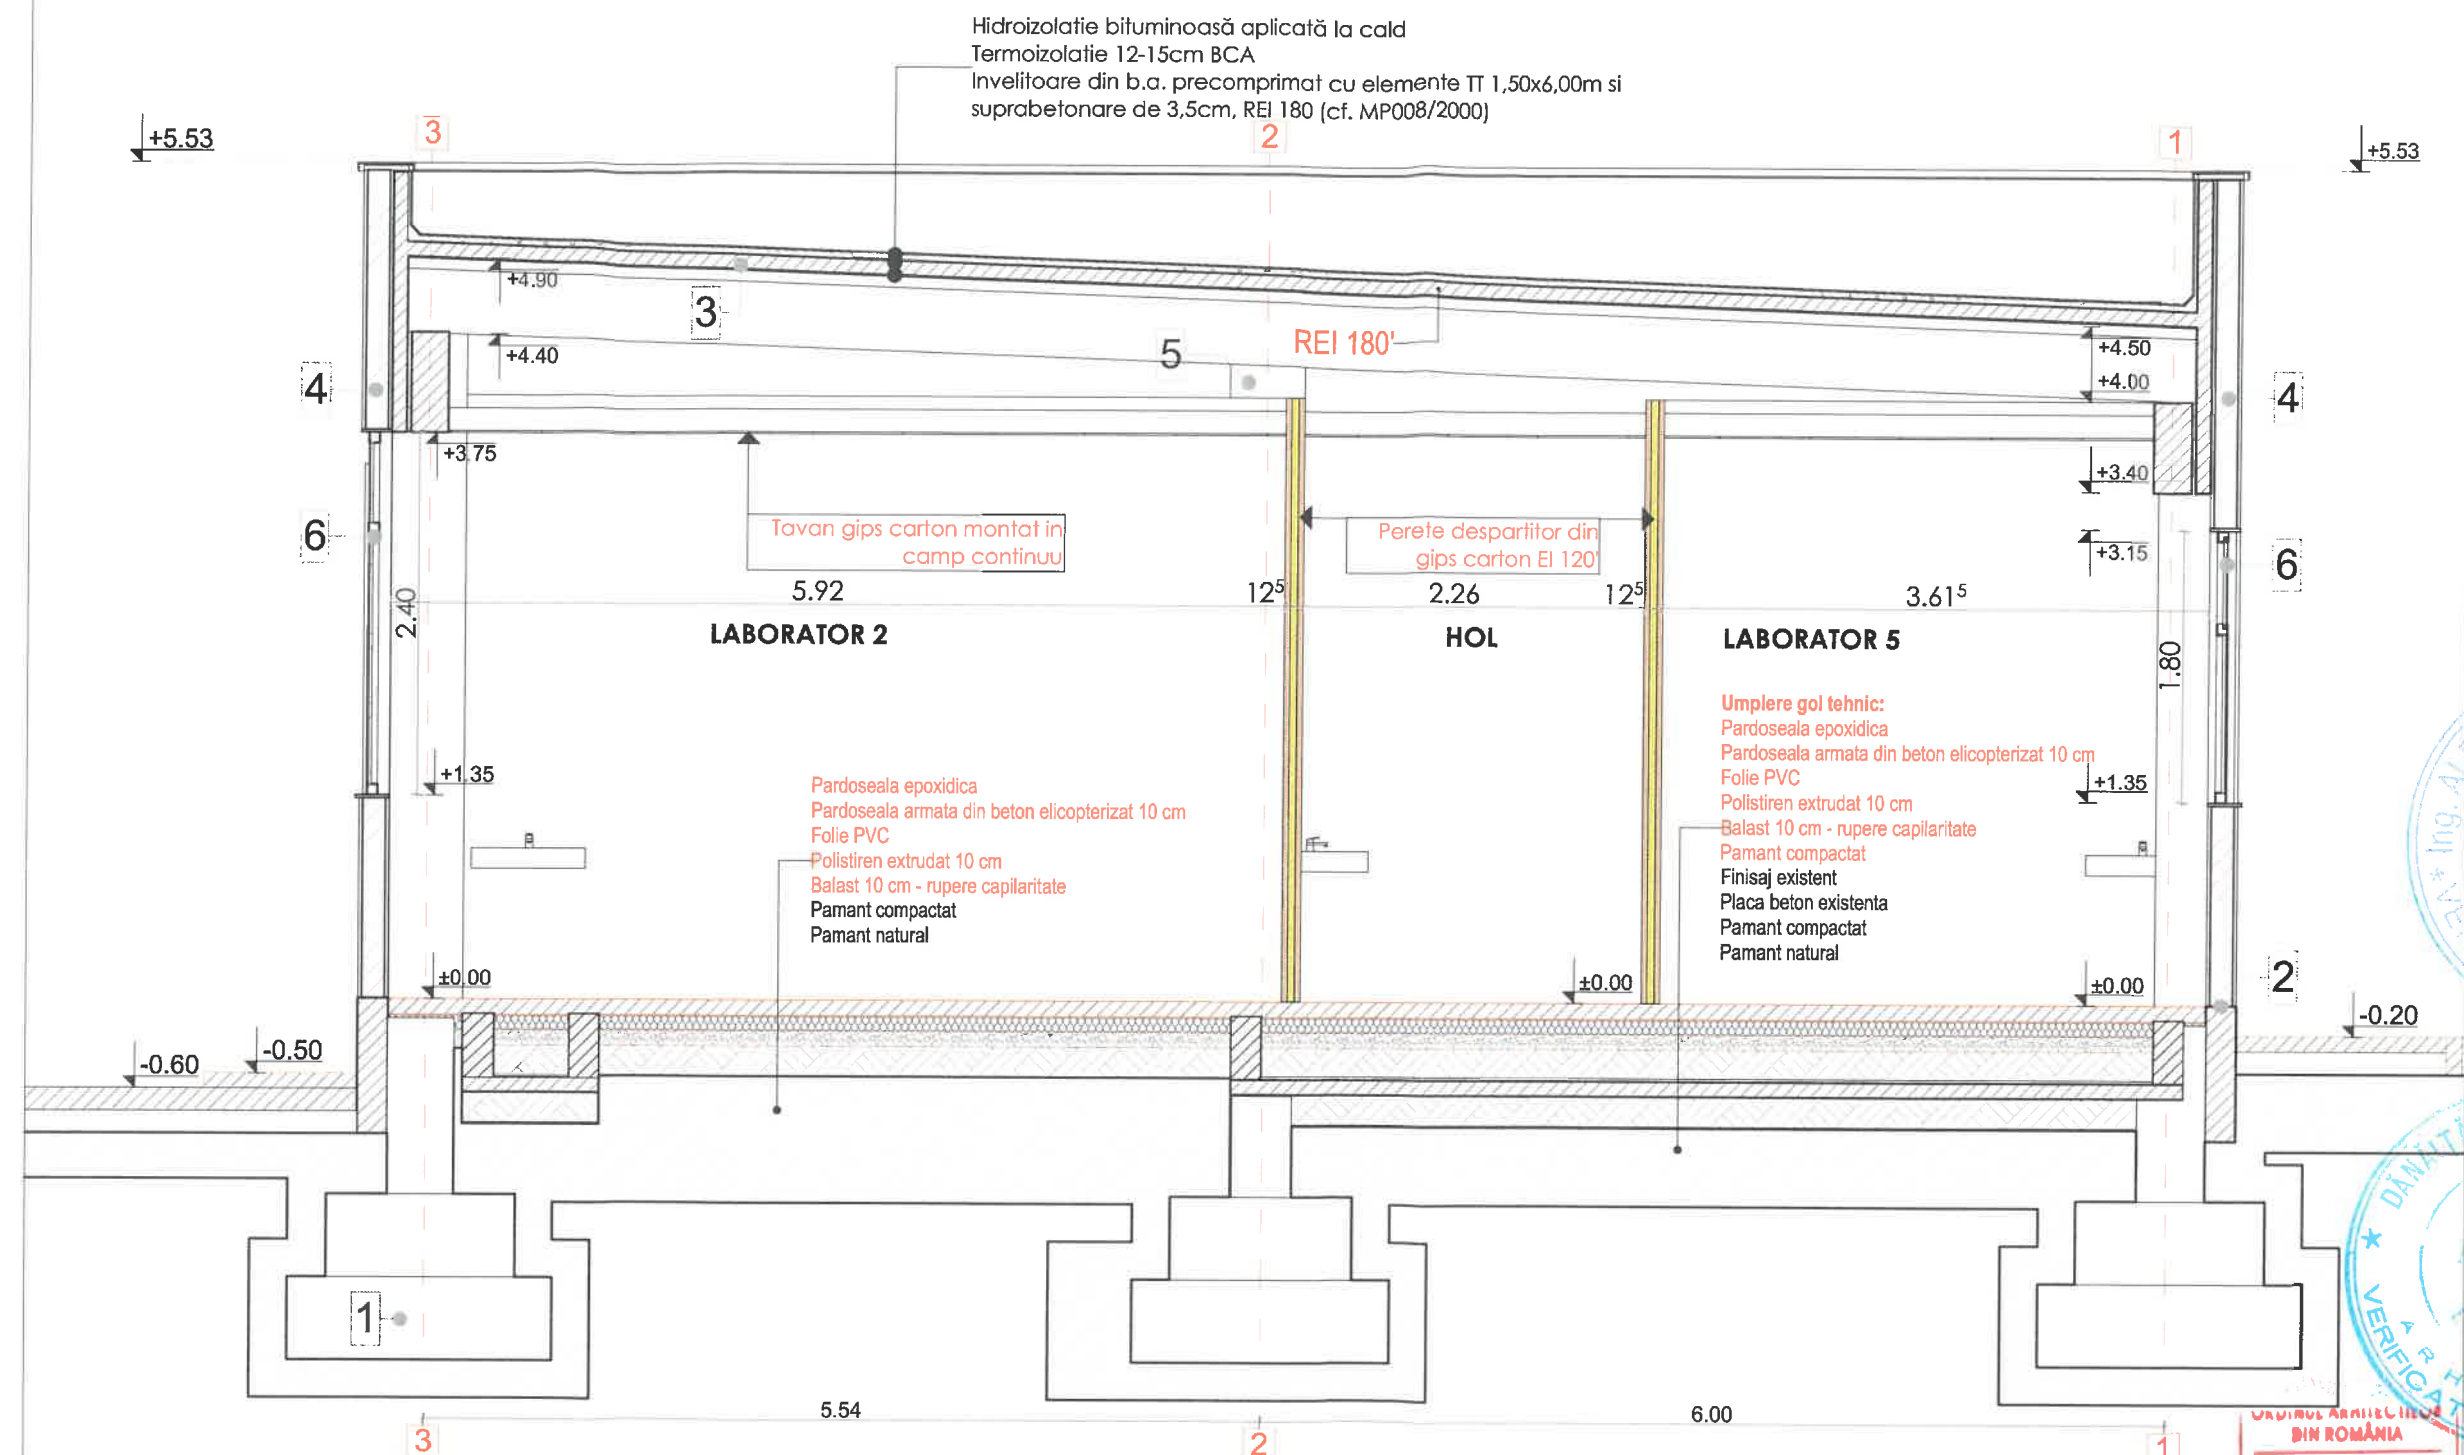 Hidroizolatie bituminoasă aplicată la cald
Termoizolatie 12-15cm BCA
Invelitoare din b.a. precomprimat cu elemente TT 1,50x6,00m si
suprabetonare de 3,5cm, REI 180 (cf. MP008/2000)
+5.53
3
2
1
+5.53
+4.90
3
+4.40
5
REI 180'
+4.50
+4.00
4
4
+3.75
+3.40
6
Tavan gips carton montat in
camp continuu
Perete despartitor din
gips carton EI 120'
+3.15
6
2.40
5.92
12⁵
2.26
12⁵
3.61⁵
LABORATOR 2
HOL
LABORATOR 5
1.80
Umplere gol tehnic:
Pardoseala epoxidica
Pardoseala armata din beton elicopterizat 10 cm
Folie PVC
Polistiren extrudat 10 cm
Balast 10 cm - rupere capilaritate
Pamant compactat
Finisaj existent
Placa beton existenta
Pamant compactat
Pamant natural
+1.35
+1.35
Pardoseala epoxidica
Pardoseala armata din beton elicopterizat 10 cm
Folie PVC
Polistiren extrudat 10 cm
Balast 10 cm - rupere capilaritate
Pamant compactat
Pamant natural
±0.00
±0.00
±0.00
2
-0.60
-0.50
-0.20
1
5.54
6.00
3
2
1
Ing.
VERIFICAT
DIN ROMÂNIA